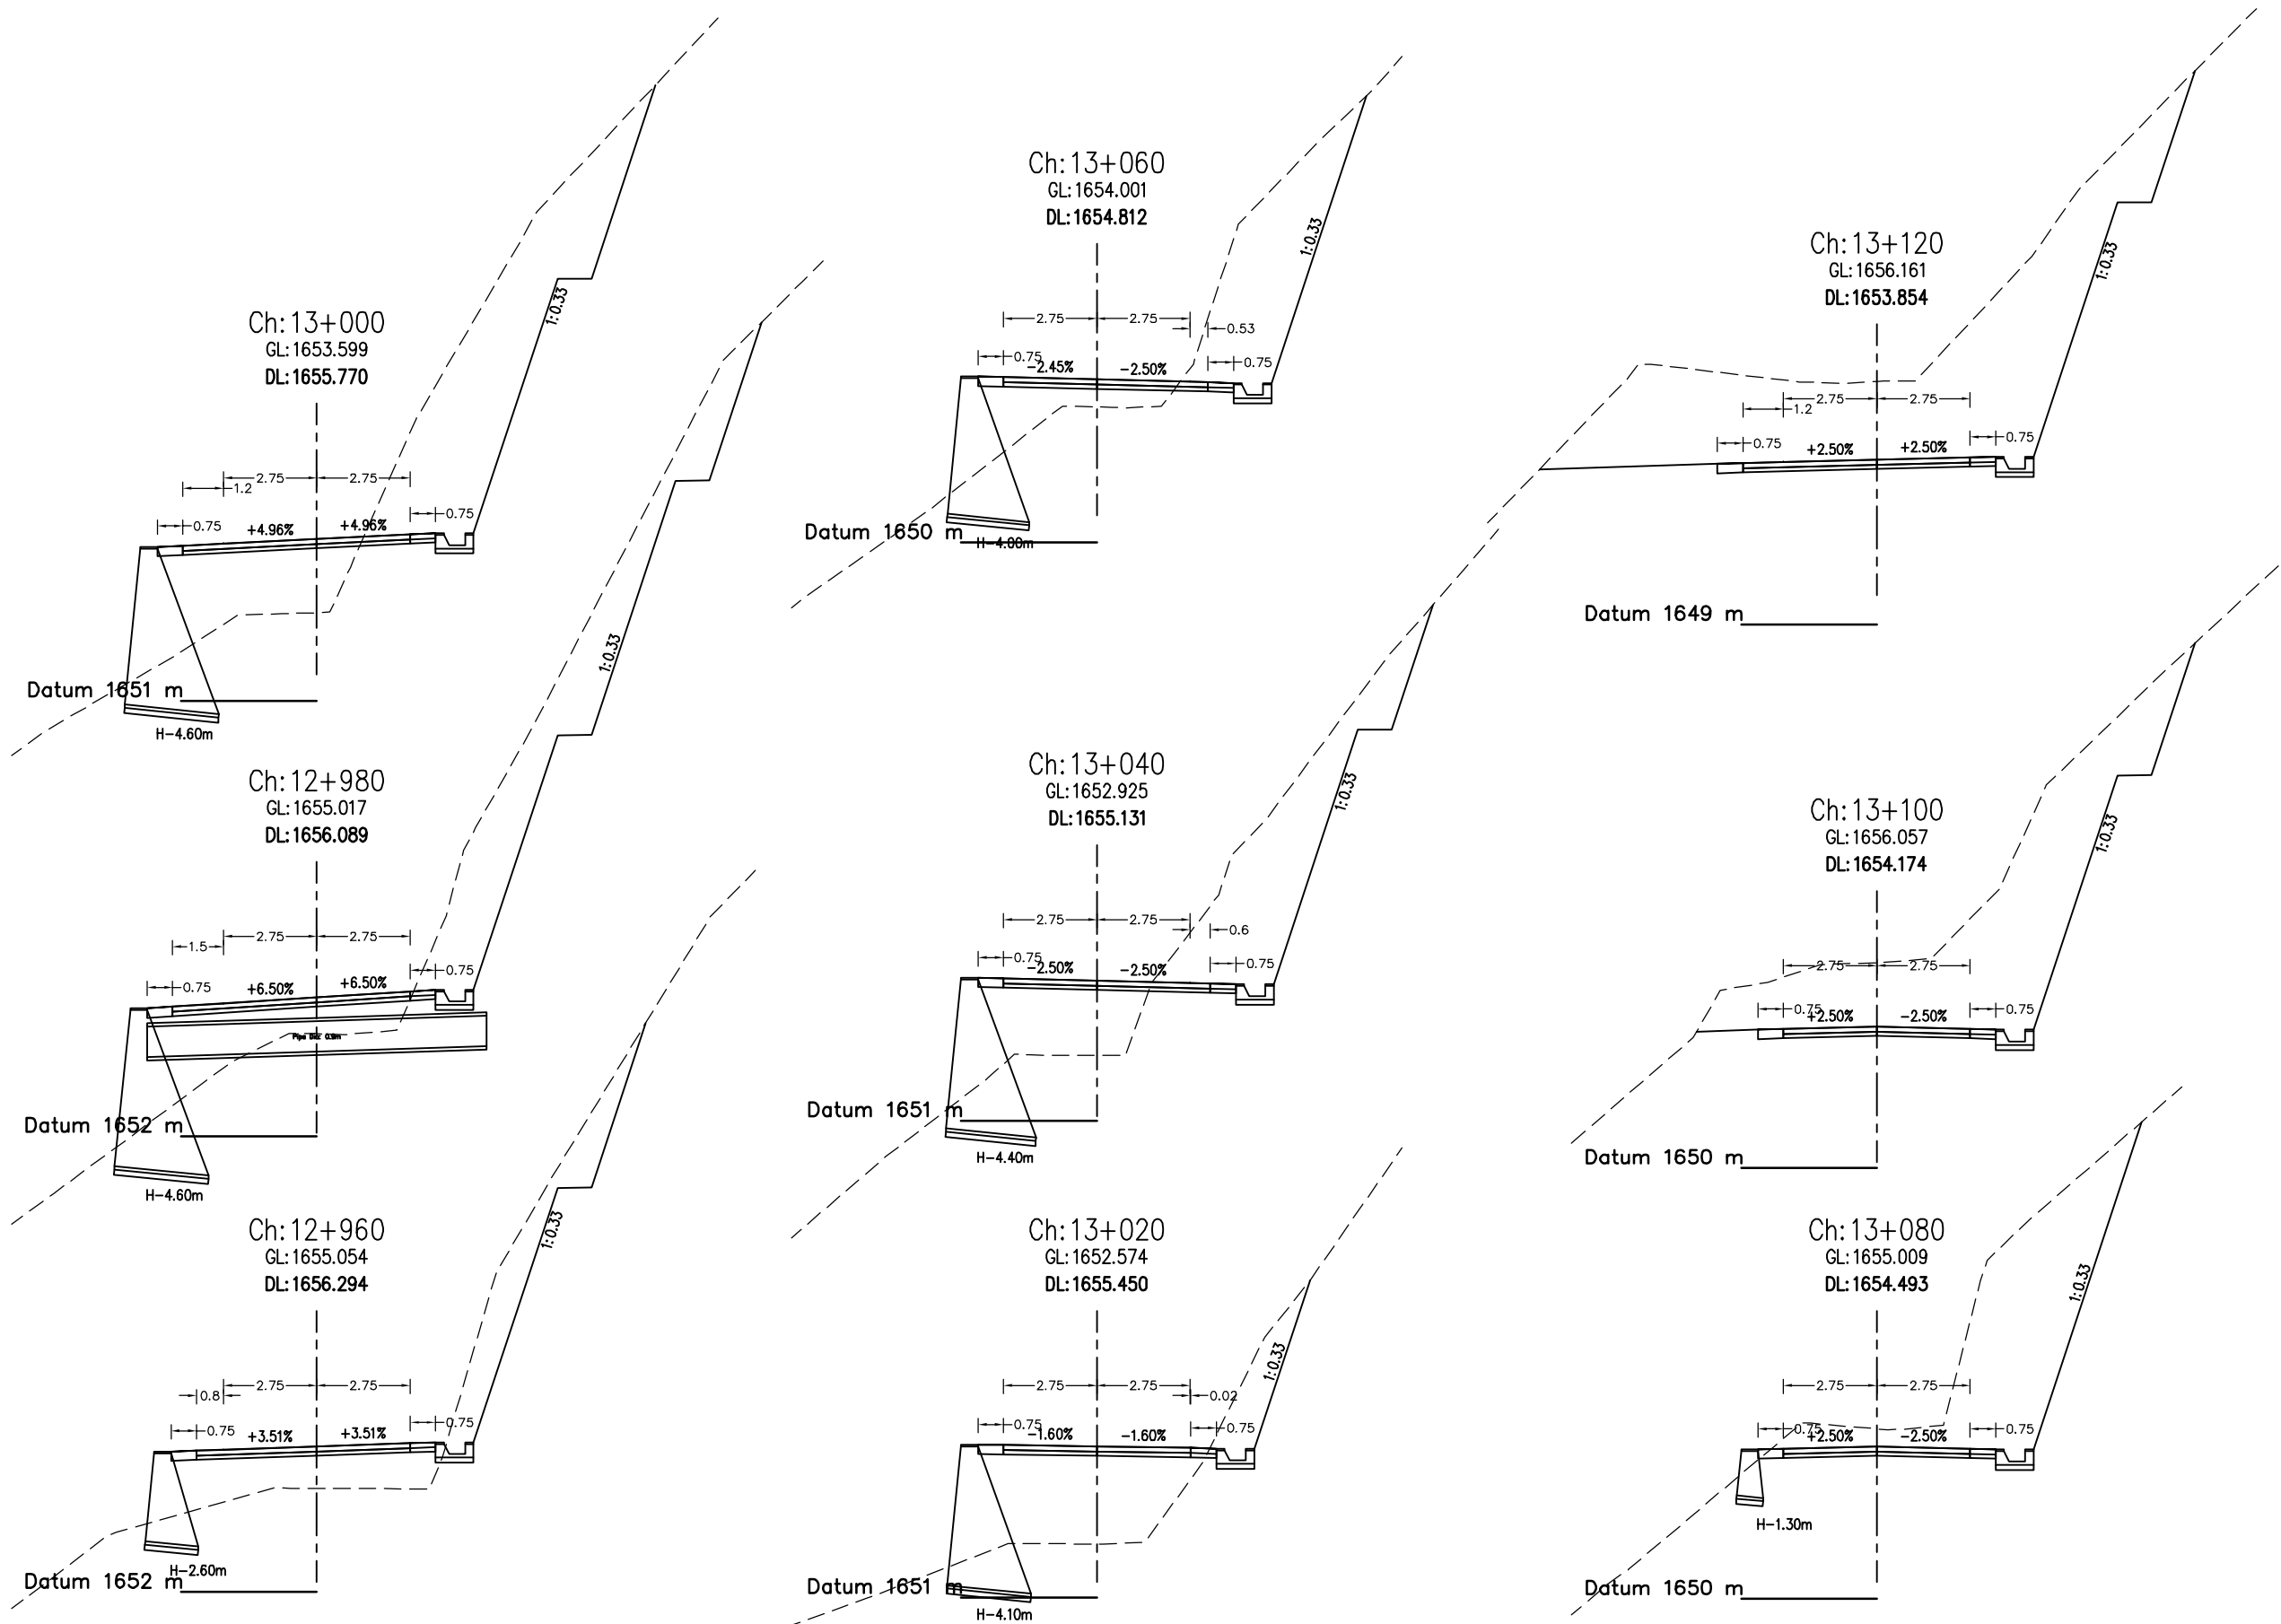 Ch:13+000
GL:1653.599
DL:1655.770
2.75
2.75
1.2
0.75
+4.96%
+4.96%
0.75
1:0.33
Datum 1651 m
H-4.60m
Ch:12+980
GL:1655.017
DL:1656.089
2.75
2.75
1.5
0.75
+6.50%
+6.50%
0.75
1:0.33
Datum 1652 m
H-4.60m
Ch:12+960
GL:1655.054
DL:1656.294
2.75
2.75
0.8
0.75
+3.51%
+3.51%
0.75
1:0.33
H-2.60m
Datum 1652 m
Ch:13+060
GL:1654.001
DL:1654.812
2.75
2.75
0.53
0.75
-2.45%
-2.50%
0.75
1:0.33
Datum 1650 m
H-4.00m
Ch:13+040
GL:1652.925
DL:1655.131
2.75
2.75
0.6
0.75
-2.50%
-2.50%
0.75
1:0.33
Datum 1651 m
H-4.40m
Ch:13+020
GL:1652.574
DL:1655.450
2.75
2.75
0.02
0.75
-1.60%
-1.60%
0.75
1:0.33
Datum 1651 m
H-4.10m
Ch:13+120
GL:1656.161
DL:1653.854
2.75
2.75
1.2
0.75
+2.50%
+2.50%
0.75
1:0.33
Datum 1649 m
Ch:13+100
GL:1656.057
DL:1654.174
2.75
2.75
0.75
+2.50%
-2.50%
0.75
1:0.33
Datum 1650 m
Ch:13+080
GL:1655.009
DL:1654.493
2.75
2.75
0.75
+2.50%
-2.50%
0.75
1:0.33
H-1.30m
Datum 1650 m